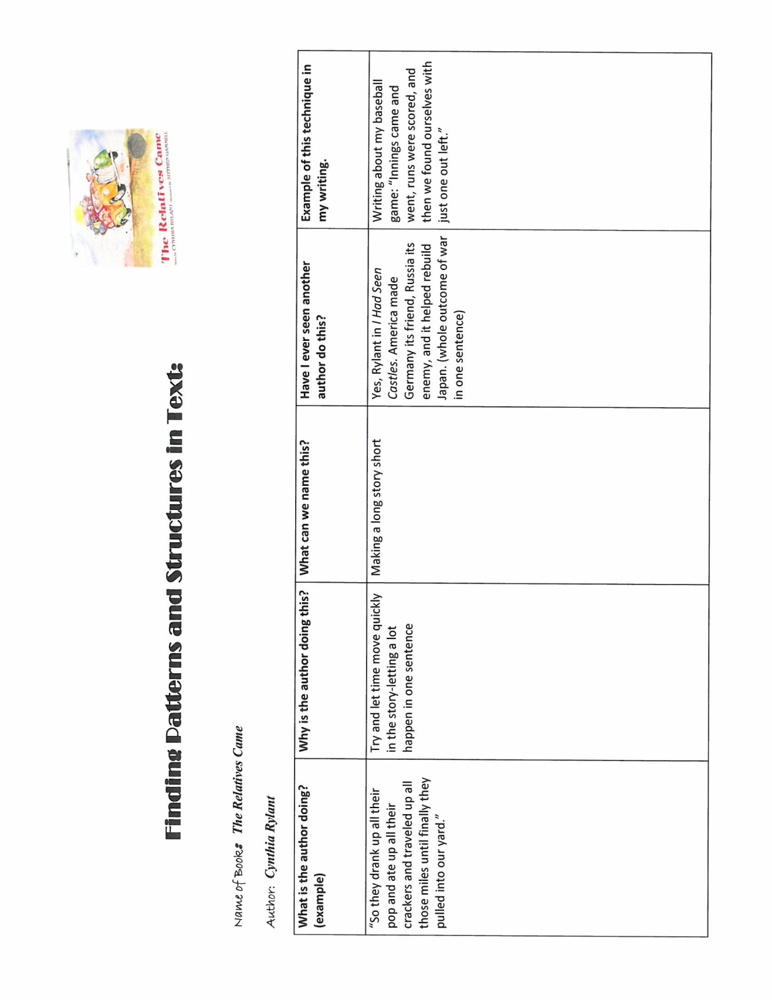 Finding Patterns and Structures in Text:
The Relatives Came
Name of Book: The Relatives Came
Author: Cynthia Rylant
What is the author doing?
(example)
Why is the author doing this?
What can we name this?
Have I ever seen another
author do this?
Example of this technique in
my writing.
“So they drank up all their
pop and ate up all their
crackers and traveled up all
those miles until finally they
pulled into our yard.”
Try and let time move quickly
in the story-letting a lot
happen in one sentence
Making a long story short
Yes, Rylant in I Had Seen
Castles. America made
Germany its friend, Russia its
enemy, and it helped rebuild
Japan. (whole outcome of war
in one sentence)
Writing about my baseball
game: “Innings came and
went, runs were scored, and
then we found ourselves with
just one out left.”